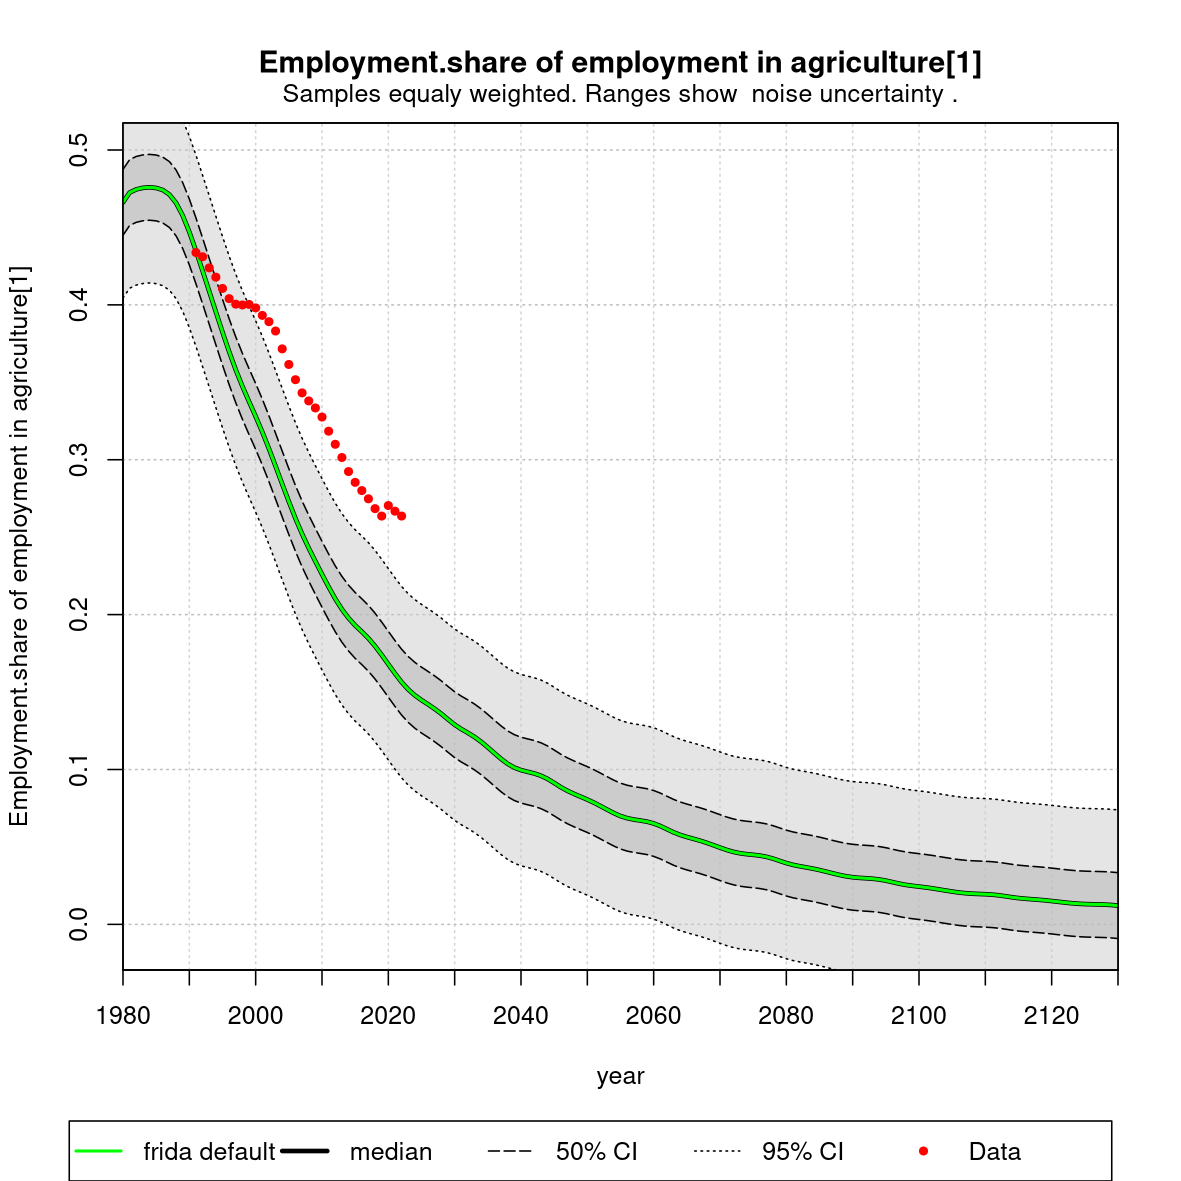 Employment.share of employment in agriculture[1]
Samples equaly weighted. Ranges show  noise uncertainty .
Employment.share of employment in agriculture[1]
0.5
0.4
0.3
0.2
0.1
0.0
1980 2000 2020 2040 2060 2080 2100 2120
year
frida default median 50% CI 95% CI Data